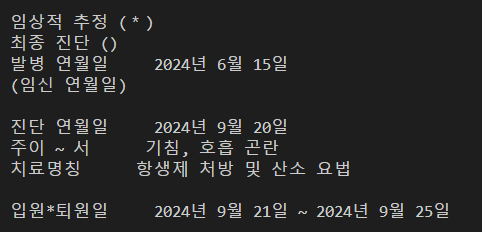 임상적 추정 (*)
최종 진단 ()
발병 연월일 2024년 6월 15일
(임신 연월일)
진단 연월일 2024년 9월 20일
주이 ~ 서 기침, 호흡 곤란
치료명칭 항생제 처방 및 산소 요법
입원*퇴원일 2024년 9월 21일 ~ 2024년 9월 25일